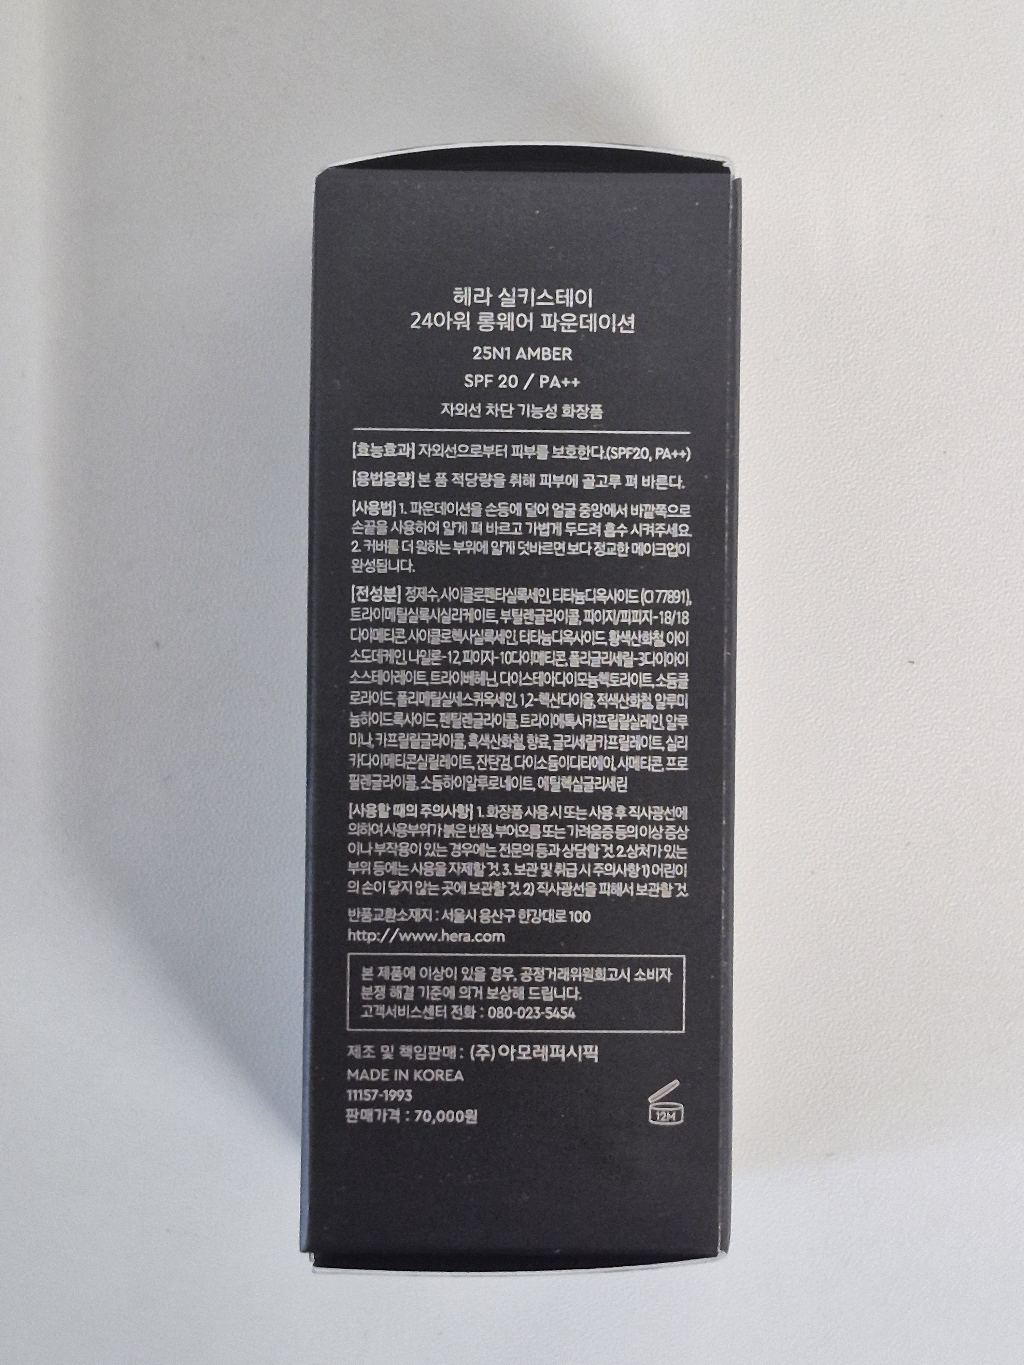 헤라 실키스테이
24아워 롱웨어 파운데이션
25N1 AMBER
SPF 20 / PA++
자외선 차단 기능성 화장품
[효능효과] 자외선으로부터 피부를 보호한다.(SPF20, PA++)
[용법용량] 본 품 적당량을 취해 피부에 골고루 펴 바른다.
[사용법] 1. 파운데이션을 손등에 덜어 얼굴 중앙에서 바깥쪽으로
손끝을 사용하여 얇게 펴 바르고 가볍게 두드려 흡수 시켜주세요.
2. 커버를 더 원하는 부위에 얇게 덧바르면 보다 정교한 메이크업이
완성됩니다.
[전성분] 정제수, 사이클로펜타실록세인, 티타늄디옥사이드 (CI 77891),
트라이메틸실록시실리케이트, 부틸렌글라이콜, 피이지/피피지-18/18
다이메티콘, 사이클로헥사실록세인, 티타늄디옥사이드, 황색산화철, 아이
소도데케인, 나일론-12, 피이지-10다이메티콘, 폴리글리세릴-3다이아이
소스테아레이트, 트라이베헤닌, 다이스테아다이모늄헥토라이트, 소듐클
로라이드, 폴리메틸실세스퀴옥세인, 1,2-헥산다이올, 적색산화철, 알루미
늄하이드록사이드, 펜틸렌글라이콜, 트라이에톡시카프릴릴실레인, 알루
미나, 카프릴릴글라이콜, 흑색산화철, 향료, 글리세릴카프릴레이트, 실리
카다이메티콘실릴레이트, 잔탄검, 다이소듐이디티에이, 시메티콘, 프로
필렌글라이콜, 소듐하이알루로네이트, 에틸헥실글리세린
[사용할 때의 주의사항] 1. 화장품 사용 시 또는 사용 후 직사광선에
의하여 사용부위가 붉은 반점, 부어오름 또는 가려움증 등의 이상 증상
이나 부작용이 있는 경우에는 전문의 등과 상담할 것 2. 상처가 있는
부위 등에는 사용을 자제할 것 3. 보관 및 취급 시 주의사항 1) 어린이
의 손이 닿지 않는 곳에 보관할 것 2) 직사광선을 피해서 보관할 것
반품교환소재지 : 서울시 용산구 한강대로 100
http://www.hera.com
본 제품에 이상이 있을 경우, 공정거래위원회고시 소비자
분쟁 해결 기준에 의거 보상해 드립니다.
고객서비스센터 전화 : 080-023-5454
제조 및 책임판매 : (주)아모레퍼시픽
MADE IN KOREA
11157-1993
판매가격 : 70,000원
12M